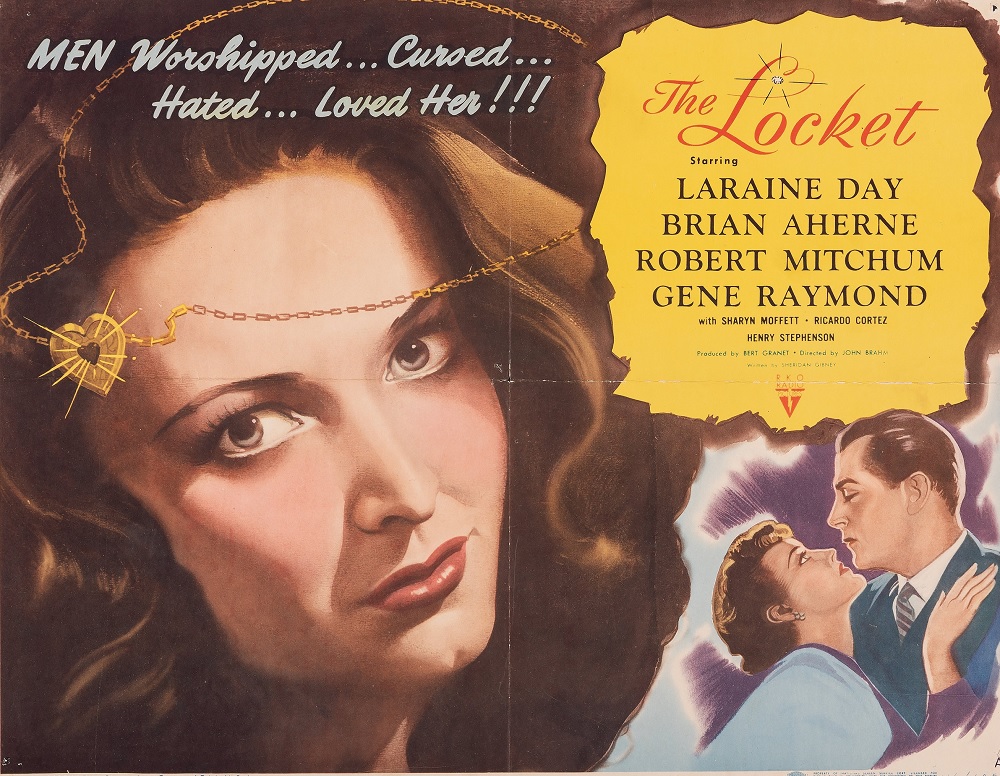 MEN Worshipped... Cursed...
Hated... Loved Her!!!
The Locket
Starring
LARAINE DAY
BRIAN AHERNE
ROBERT MITCHUM
GENE RAYMOND
with SHARYN MOFFETT • RICARDO CORTEZ
HENRY STEPHENSON
Produced by BERT GRANET • Directed by JOHN BRAHM
Written by SHERIDAN GIBNEY
RKO
RADIO